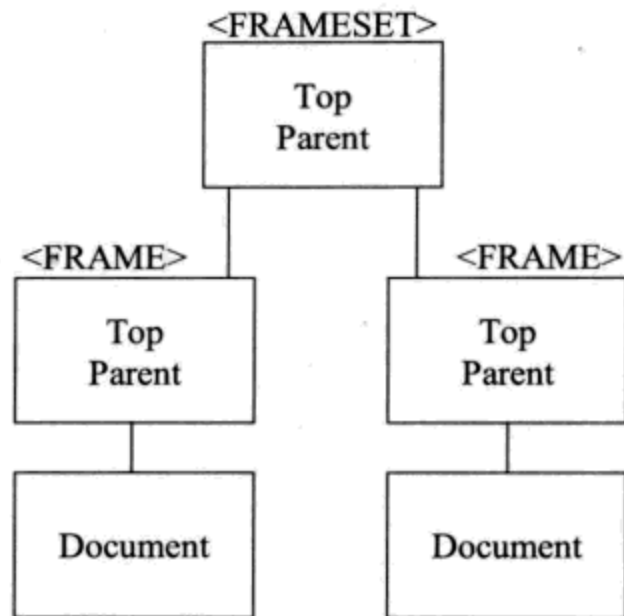 <FRAMESET>
Top
Parent
<FRAME>
<FRAME>
Top
Parent
Top
Parent
Document
Document